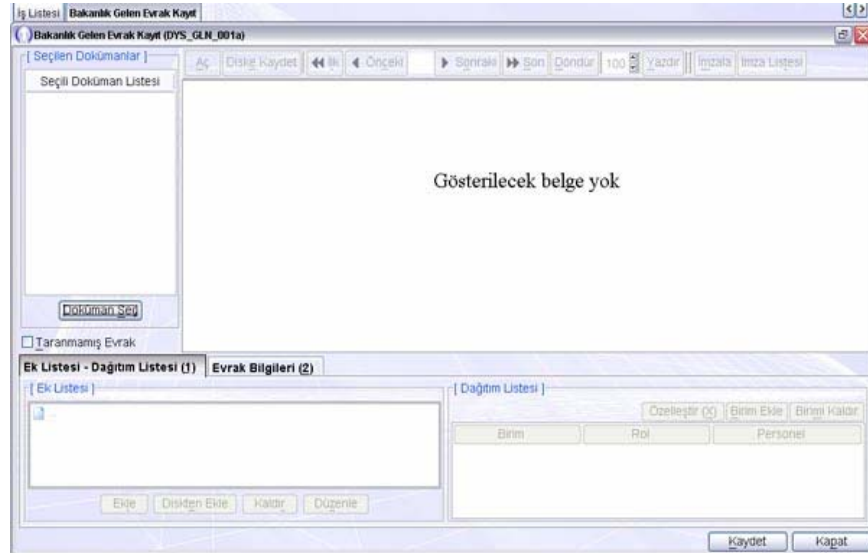 İş Listesi Bakanlık Gelen Evrak Kayıt
Bakanlık Gelen Evrak Kayıt (DYS_GLN_001a)
[ Seçilen Dokümanlar ]
Aç Diske Kaydet İlk Önceki Sonraki Son Döndür 100 Yazdır İmzala İmza Listesi
Seçili Doküman Listesi
Gösterilecek belge yok
Doküman Seç
Taranmamış Evrak
Ek Listesi - Dağıtım Listesi (1) Evrak Bilgileri (2)
[ Ek Listesi ] [ Dağıtım Listesi ]
Özelleştir (X) Birim Ekle Birimi Kaldır
Birim Rol Personel
Ekle Diskten Ekle Kaldır Düzenle
Kaydet Kapat